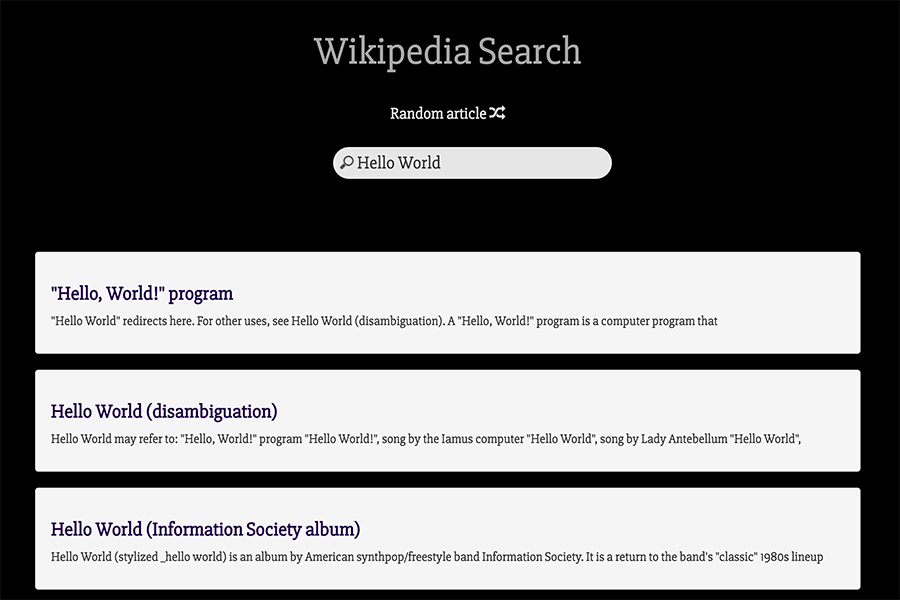 Wikipedia Search
Random article
Hello World
"Hello, World!" program
"Hello World" redirects here. For other uses, see Hello World (disambiguation). A "Hello, World!" program is a computer program that
Hello World (disambiguation)
Hello World may refer to: "Hello, World!" program "Hello World!", song by the Iamus computer "Hello World", song by Lady Antebellum "Hello World",
Hello World (Information Society album)
Hello World (stylized _hello world) is an album by American synthpop/freestyle band Information Society. It is a return to the band's "classic" 1980s lineup